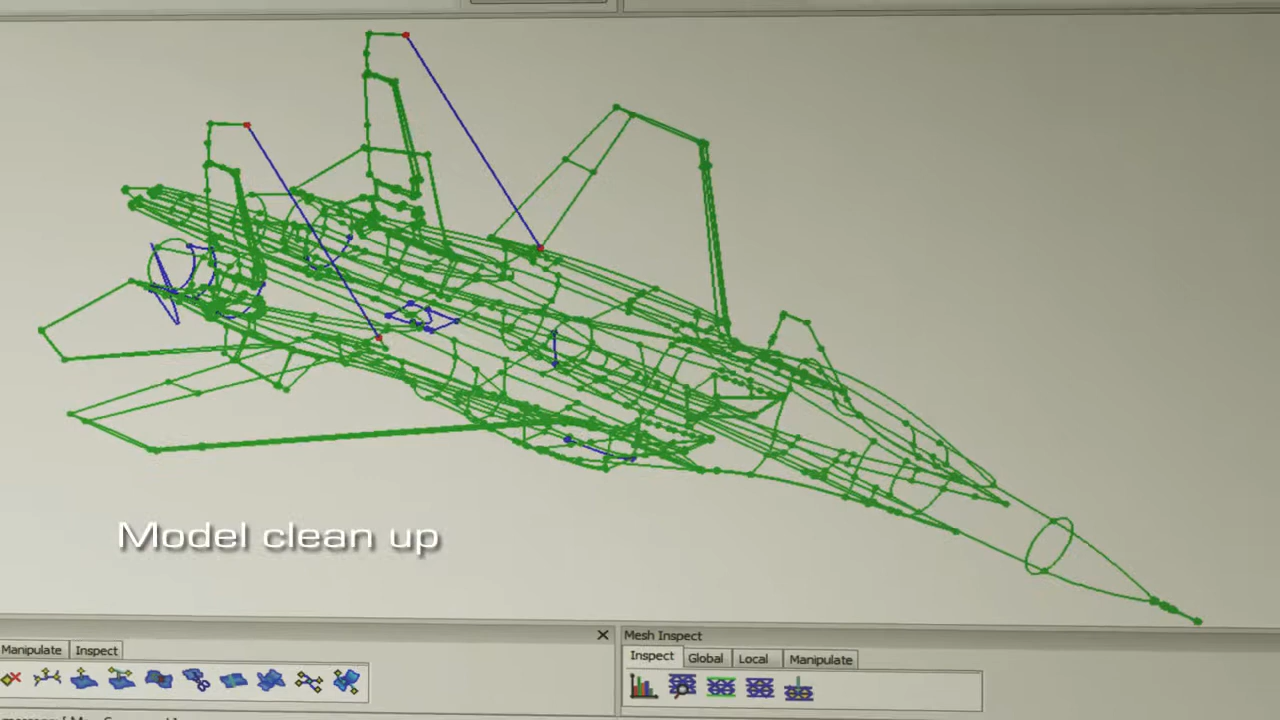 Model clean up
Manipulate
Inspect
Mesh Inspect
Inspect
Global
Local
Manipulate